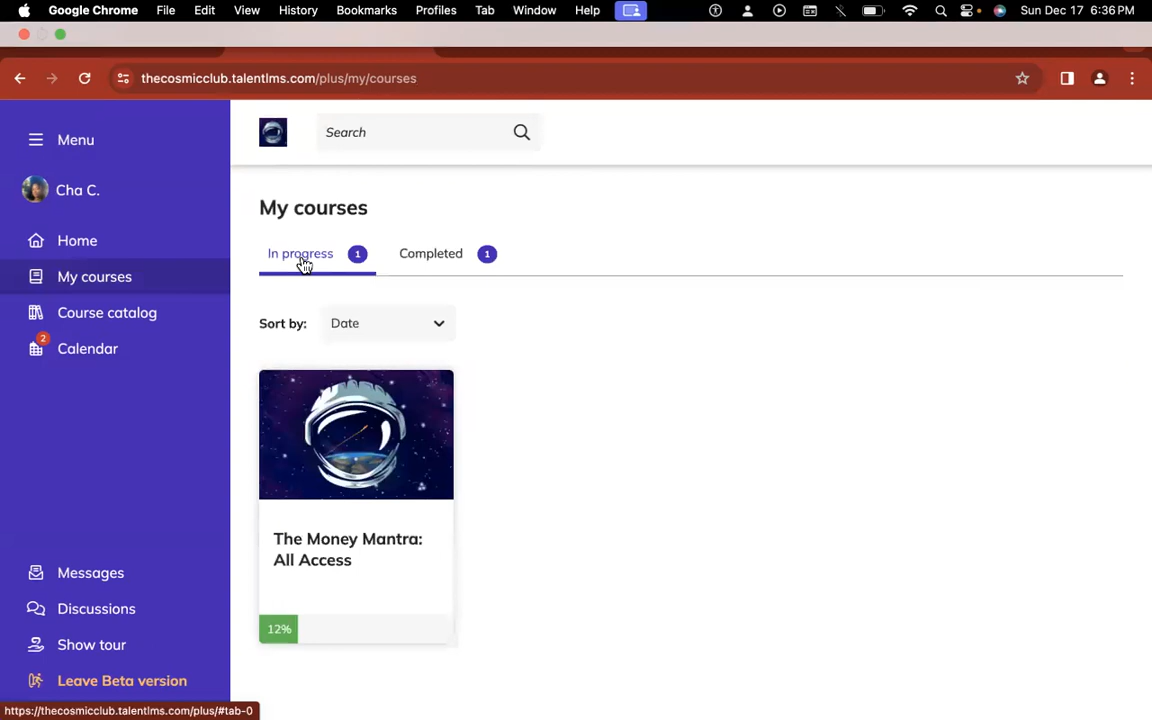 Google Chrome File Edit View History Bookmarks Profiles Tab Window Help Sun Dec 17 6:36 PM
thecosmicclub.talentlms.com/plus/my/courses
Menu
Search
Cha C.
My courses
Home
In progress 1 Completed 1
My courses
Course catalog
Sort by: Date
2
Calendar
The Money Mantra:
All Access
Messages
Discussions
12%
Show tour
Leave Beta version
https://thecosmicclub.talentlms.com/plus/#tab-0